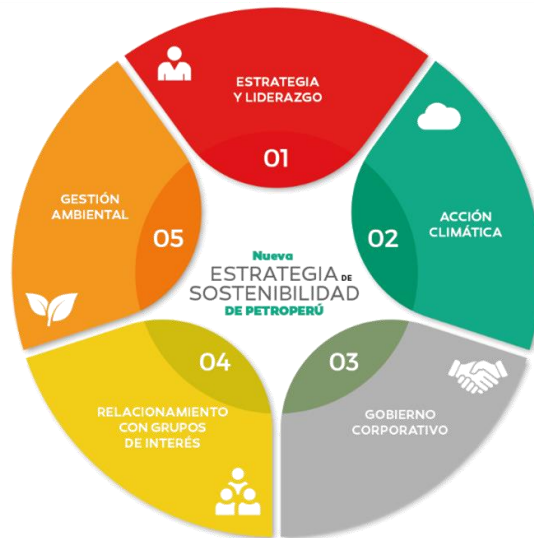 ESTRATEGIA
Y LIDERAZGO
01
ACCIÓN
CLIMÁTICA
02
GOBIERNO
CORPORATIVO
03
RELACIONAMIENTO
CON GRUPOS
DE INTERÉS
04
GESTIÓN
AMBIENTAL
05
Nueva
ESTRATEGIA DE
SOSTENIBILIDAD
DE PETROPERÚ